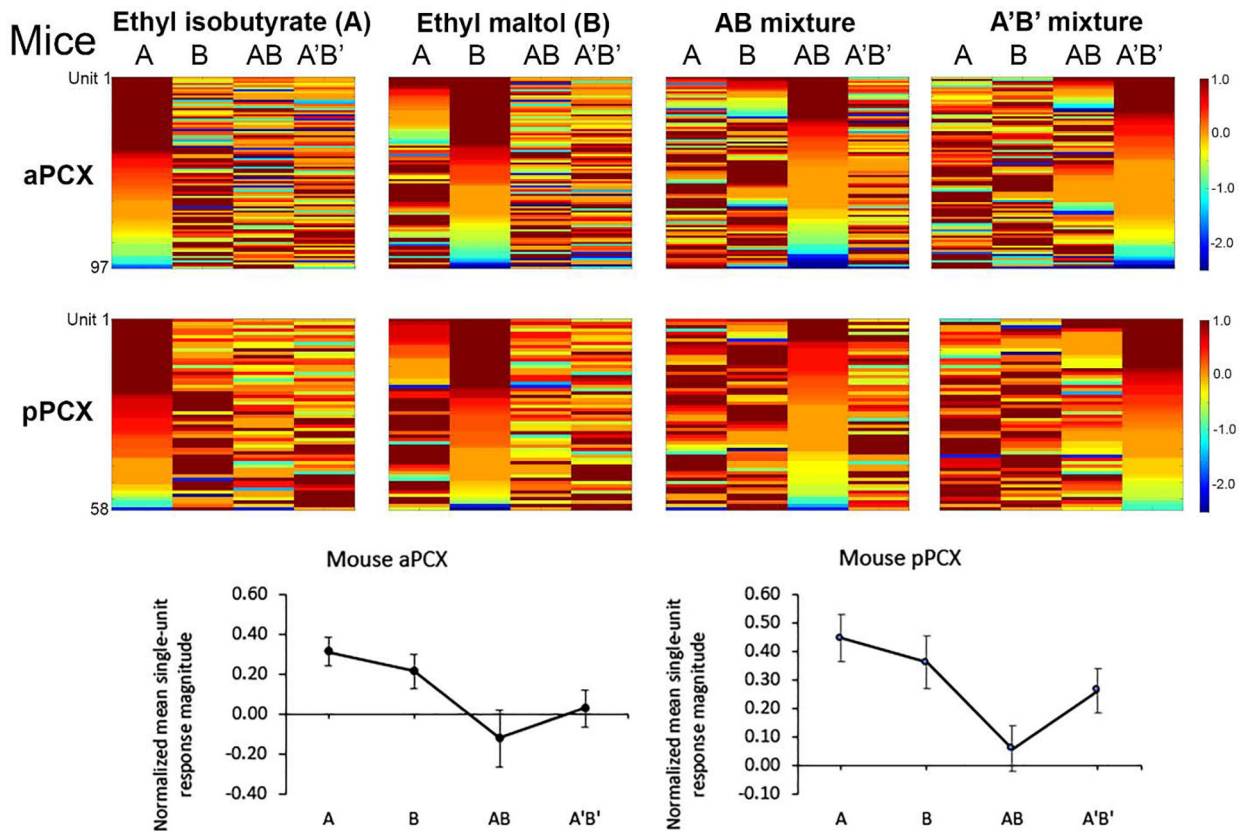 Mice
Ethyl isobutyrate (A) Ethyl maltol (B) AB mixture A'B' mixture
A B AB A'B' A B AB A'B' A B AB A'B' A B AB A'B'
Unit 1
aPCX
97
1.0
0.0
-1.0
-2.0
Unit 1
pPCX
58
1.0
0.0
-1.0
-2.0
Mouse aPCX
Normalized mean single-unit
response magnitude
0.60
0.40
0.20
0.00
-0.20
-0.40
A B AB A'B'
Mouse pPCX
Normalized mean single-unit
response magnitude
0.60
0.50
0.40
0.30
0.20
0.10
0.00
-0.10
A B AB A'B'